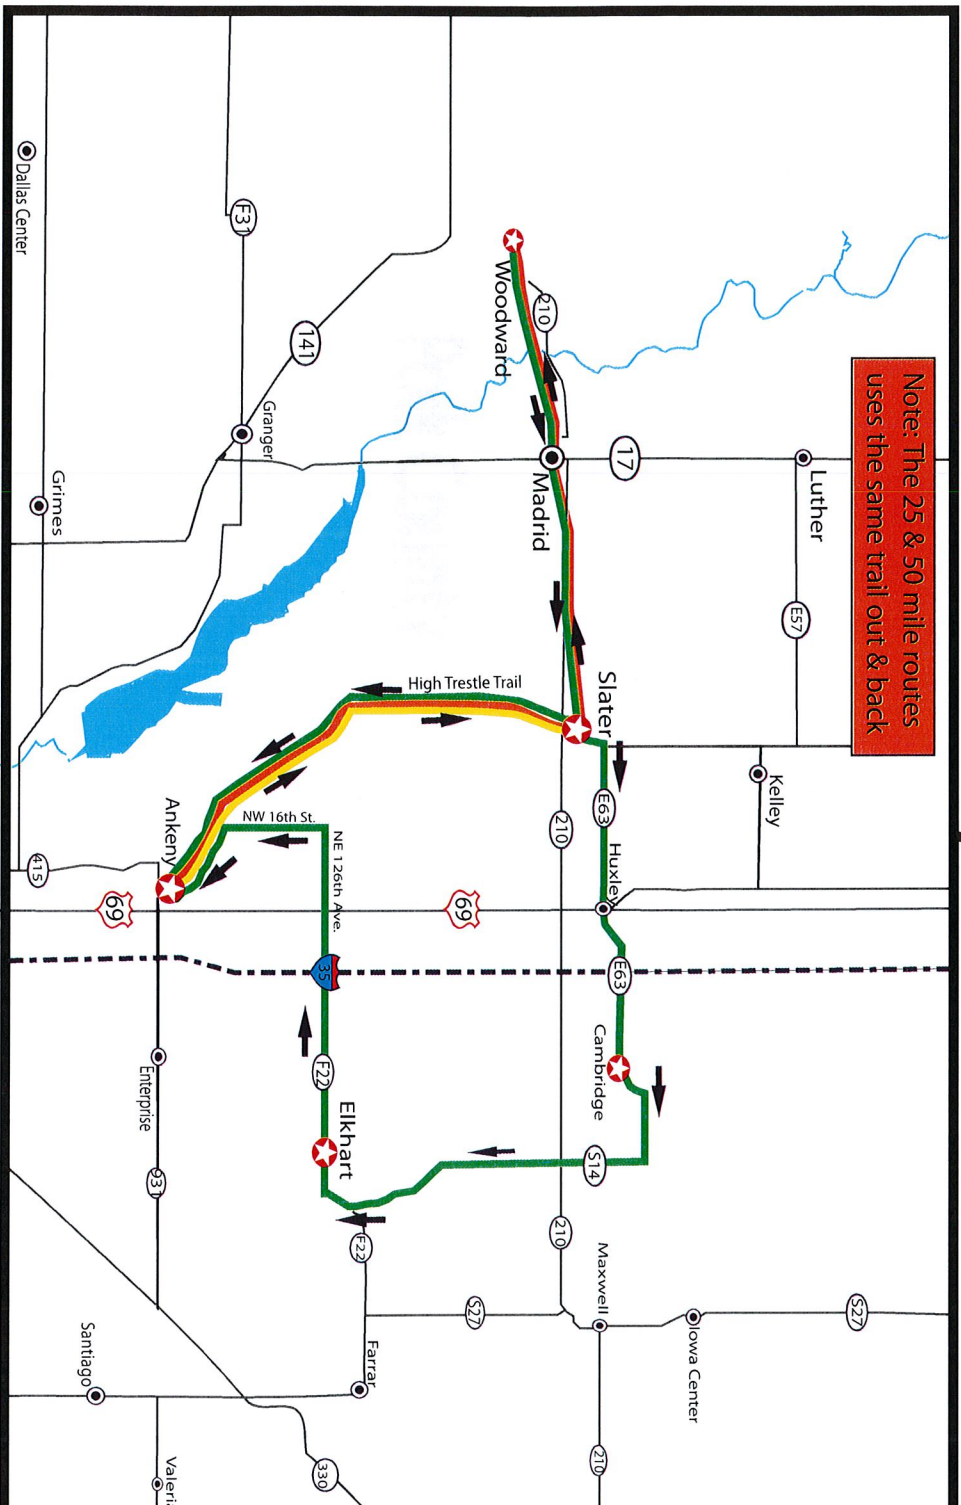 Note: The 25 & 50 mile routes
uses the same trail out & back
Luther
17
E57
Kelley
210
Woodward
Madrid
Slater
High Trestle Trail
E63
Huxley
210
69
E63
Cambridge
S14
210
Maxwell
Iowa Center
S27
S27
210
F31
141
Granger
Dallas Center
Grimes
Ankeny
NW 16th St.
NE 126th Ave.
415
69
35
F22
Elkhart
F22
Farrar
Enterprise
931
Santiago
330
Valeri